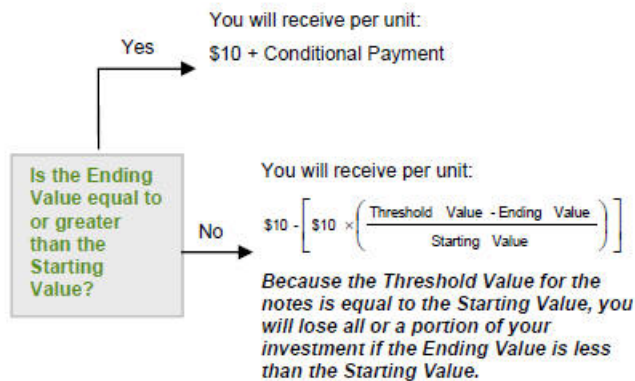 You will receive per unit:
Yes
$10 + Conditional Payment
Is the Ending
Value equal to
or greater
than the
Starting
Value?
No
You will receive per unit:
$10 - [ $10 × ( Threshold Value - Ending Value / Starting Value ) ]
Because the Threshold Value for the
notes is equal to the Starting Value, you
will lose all or a portion of your
investment if the Ending Value is less
than the Starting Value.